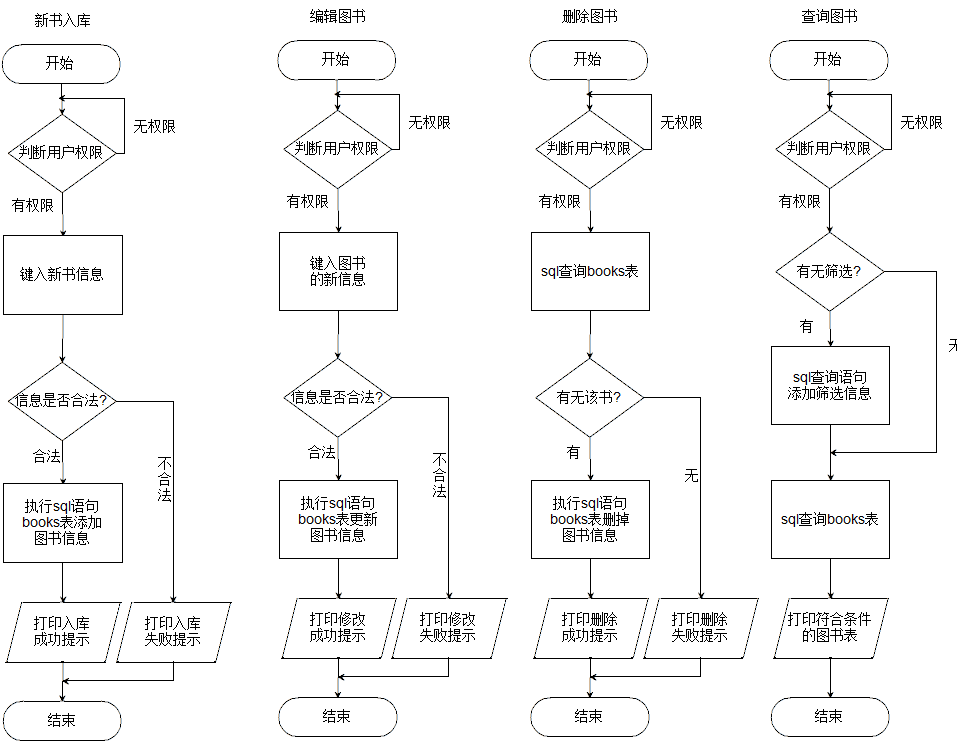 新书入库
开始
无权限
判断用户权限
有权限
键入新书信息
信息是否合法?
合法
不合法
执行sql语句
books表添加
图书信息
打印入库
成功提示
打印入库
失败提示
结束
编辑图书
开始
无权限
判断用户权限
有权限
键入图书
的新信息
信息是否合法?
合法
不合法
执行sql语句
books表更新
图书信息
打印修改
成功提示
打印修改
失败提示
结束
删除图书
开始
无权限
判断用户权限
有权限
sql查询books表
有无该书?
有
无
执行sql语句
books表删掉
图书信息
打印删除
成功提示
打印删除
失败提示
结束
查询图书
开始
无权限
判断用户权限
有权限
有无筛选?
有
无
sql查询语句
添加筛选信息
sql查询books表
打印符合条件
的图书表
结束